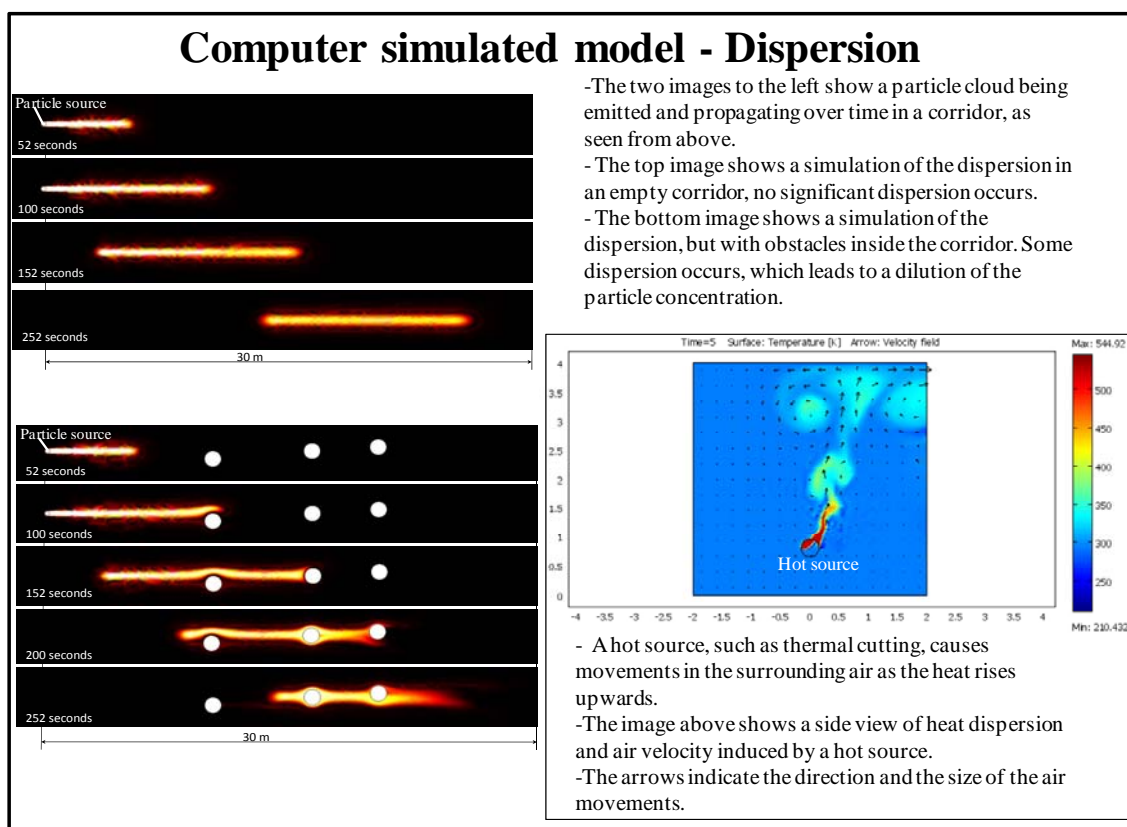 Computer simulated model - Dispersion
Particle source
52 seconds
100 seconds
152 seconds
252 seconds
30 m
Particle source
52 seconds
100 seconds
152 seconds
200 seconds
252 seconds
30 m
-The two images to the left show a particle cloud being
emitted and propagating over time in a corridor, as
seen from above.
- The top image shows a simulation of the dispersion in
an empty corridor, no significant dispersion occurs.
- The bottom image shows a simulation of the
dispersion, but with obstacles inside the corridor. Some
dispersion occurs, which leads to a dilution of the
particle concentration.
Time=5 Surface: Temperature [K] Arrow: Velocity field
Max: 544.92
4
3.5
3
2.5
2
1.5
1
0.5
0
Hot source
-4 -3.5 -3 -2.5 -2 -1.5 -1 -0.5 0 0.5 1 1.5 2 2.5 3 3.5 4
500
450
400
350
300
250
Min: 210.432
- A hot source, such as thermal cutting, causes
movements in the surrounding air as the heat rises
upwards.
-The image above shows a side view of heat dispersion
and air velocity induced by a hot source.
-The arrows indicate the direction and the size of the air
movements.